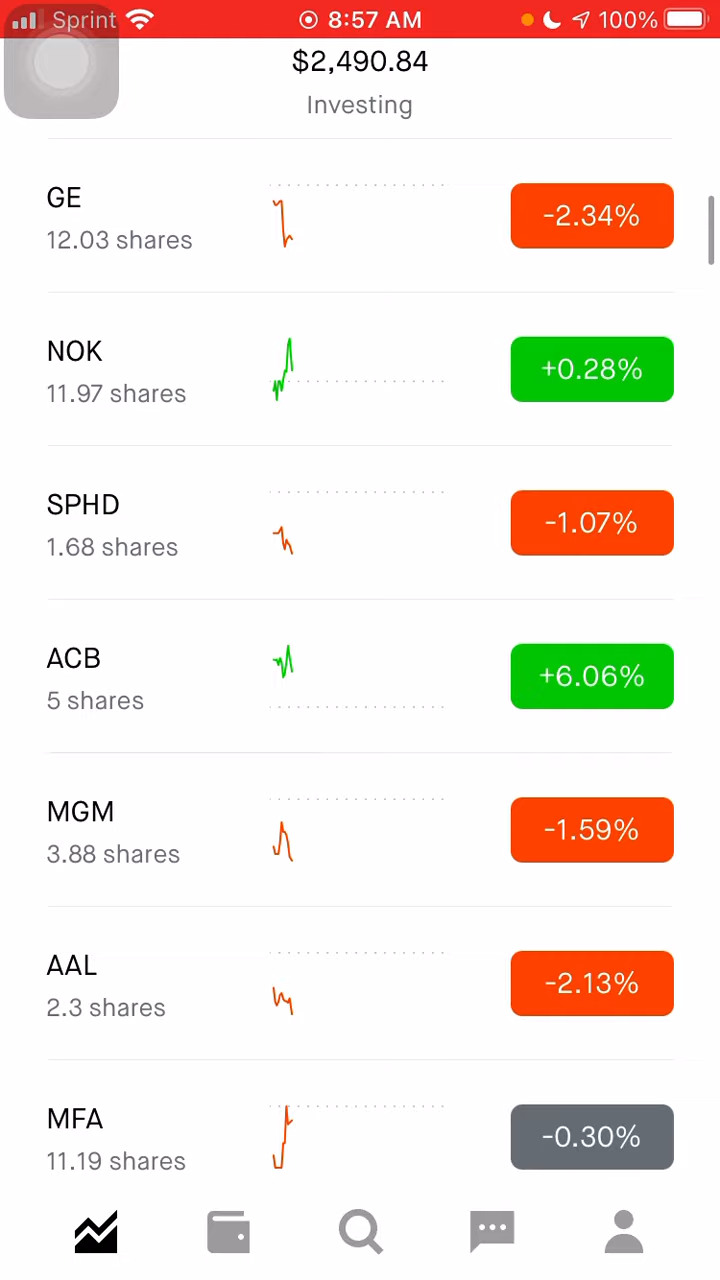 Sprint 8:57 AM 100%
$2,490.84
Investing
GE
12.03 shares
-2.34%
NOK
11.97 shares
+0.28%
SPHD
1.68 shares
-1.07%
ACB
5 shares
+6.06%
MGM
3.88 shares
-1.59%
AAL
2.3 shares
-2.13%
MFA
11.19 shares
-0.30%